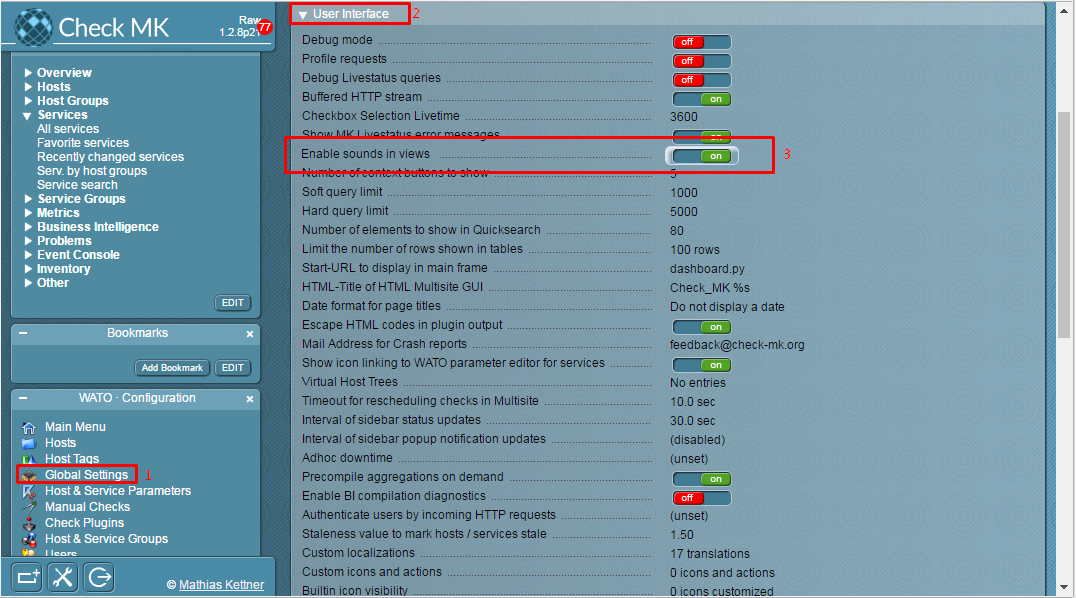 Check MK
Raw
1.2.8p21
77
Overview
Hosts
Host Groups
Services
All services
Favorite services
Recently changed services
Serv. by host groups
Service search
Service Groups
Metrics
Business Intelligence
Problems
Event Console
Inventory
Other
EDIT
Bookmarks
Add Bookmark EDIT
WATO · Configuration
Main Menu
Hosts
Host Tags
Global Settings 1
Host & Service Parameters
Manual Checks
Check Plugins
Host & Service Groups
Users
© Mathias Kettner
User Interface 2
Debug mode off
Profile requests off
Debug Livestatus queries off
Buffered HTTP stream on
Checkbox Selection Livetime 3600
Show MK Livestatus error messages on
Enable sounds in views on 3
Number of context buttons to show 5
Soft query limit 1000
Hard query limit 5000
Number of elements to show in Quicksearch 80
Limit the number of rows shown in tables 100 rows
Start-URL to display in main frame dashboard.py
HTML-Title of HTML Multisite GUI Check_MK %s
Date format for page titles Do not display a date
Escape HTML codes in plugin output on
Mail Address for Crash reports feedback@check-mk.org
Show icon linking to WATO parameter editor for services on
Virtual Host Trees No entries
Timeout for rescheduling checks in Multisite 10.0 sec
Interval of sidebar status updates 30.0 sec
Interval of sidebar popup notification updates (disabled)
Adhoc downtime (unset)
Precompile aggregations on demand on
Enable BI compilation diagnostics off
Authenticate users by incoming HTTP requests (unset)
Staleness value to mark hosts / services stale 1.50
Custom localizations 17 translations
Custom icons and actions 0 icons and actions
Builtin icon visibility 0 icons customized